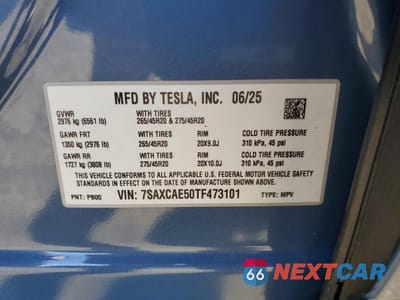 MFD BY TESLA, INC. 06/25
GVWR WITH TIRES
2976 kg (6561 lb) 265/45R20 & 275/45R20
GAWR FRT WITH TIRES RIM COLD TIRE PRESSURE
1350 kg (2976 lb) 265/45R20 20X9.0J 310 kPa, 45 psi
GAWR RR WITH TIRES RIM COLD TIRE PRESSURE
1727 kg (3808 lb) 275/45R20 20X10.0J 310 kPa, 45 psi
THIS VEHICLE CONFORMS TO ALL APPLICABLE
U.S. FEDERAL MOTOR VEHICLE SAFETY STANDARDS
IN EFFECT ON THE DATE OF MANUFACTURE SHOWN ABOVE.
PNT: PB00 VIN: 7SAXCAE50TF473101 TYPE: MPV
66 NEXTCAR